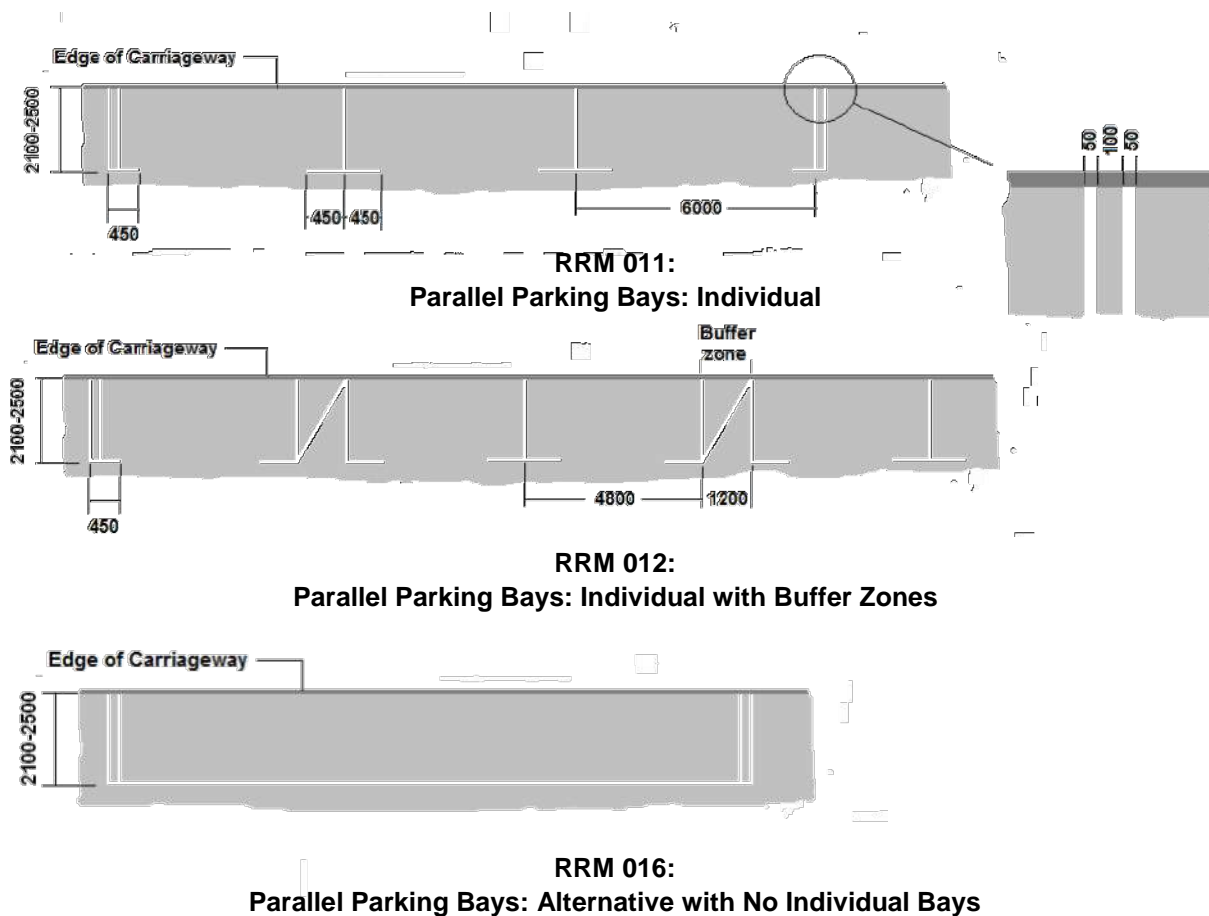 Edge of Carriageway
2100-2500
50 100 50
450
450 450
6000
RRM 011:
Parallel Parking Bays: Individual
Edge of Carriageway
Buffer
zone
2100-2500
450
4800
1200
RRM 012:
Parallel Parking Bays: Individual with Buffer Zones
Edge of Carriageway
2100-2500
RRM 016:
Parallel Parking Bays: Alternative with No Individual Bays